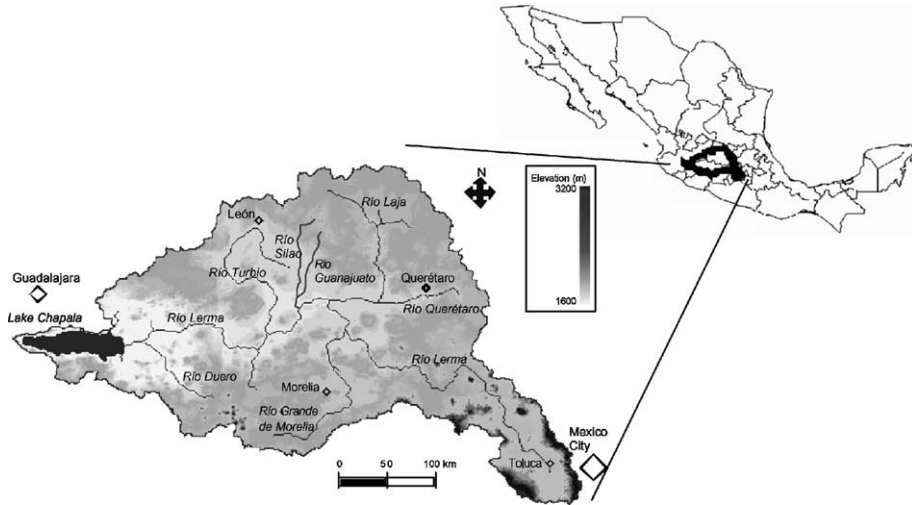 N
Elevation (m)
3200
1600
León
Río Laja
Río
Silao
Río
Guanajuato
Río Turbio
Querétaro
Río Querétaro
Guadalajara
Lake Chapala
Río Lerma
Río Lerma
Río Duero
Morelia
Río Grande
de Morelia
Mexico
City
Toluca
0 50 100 km